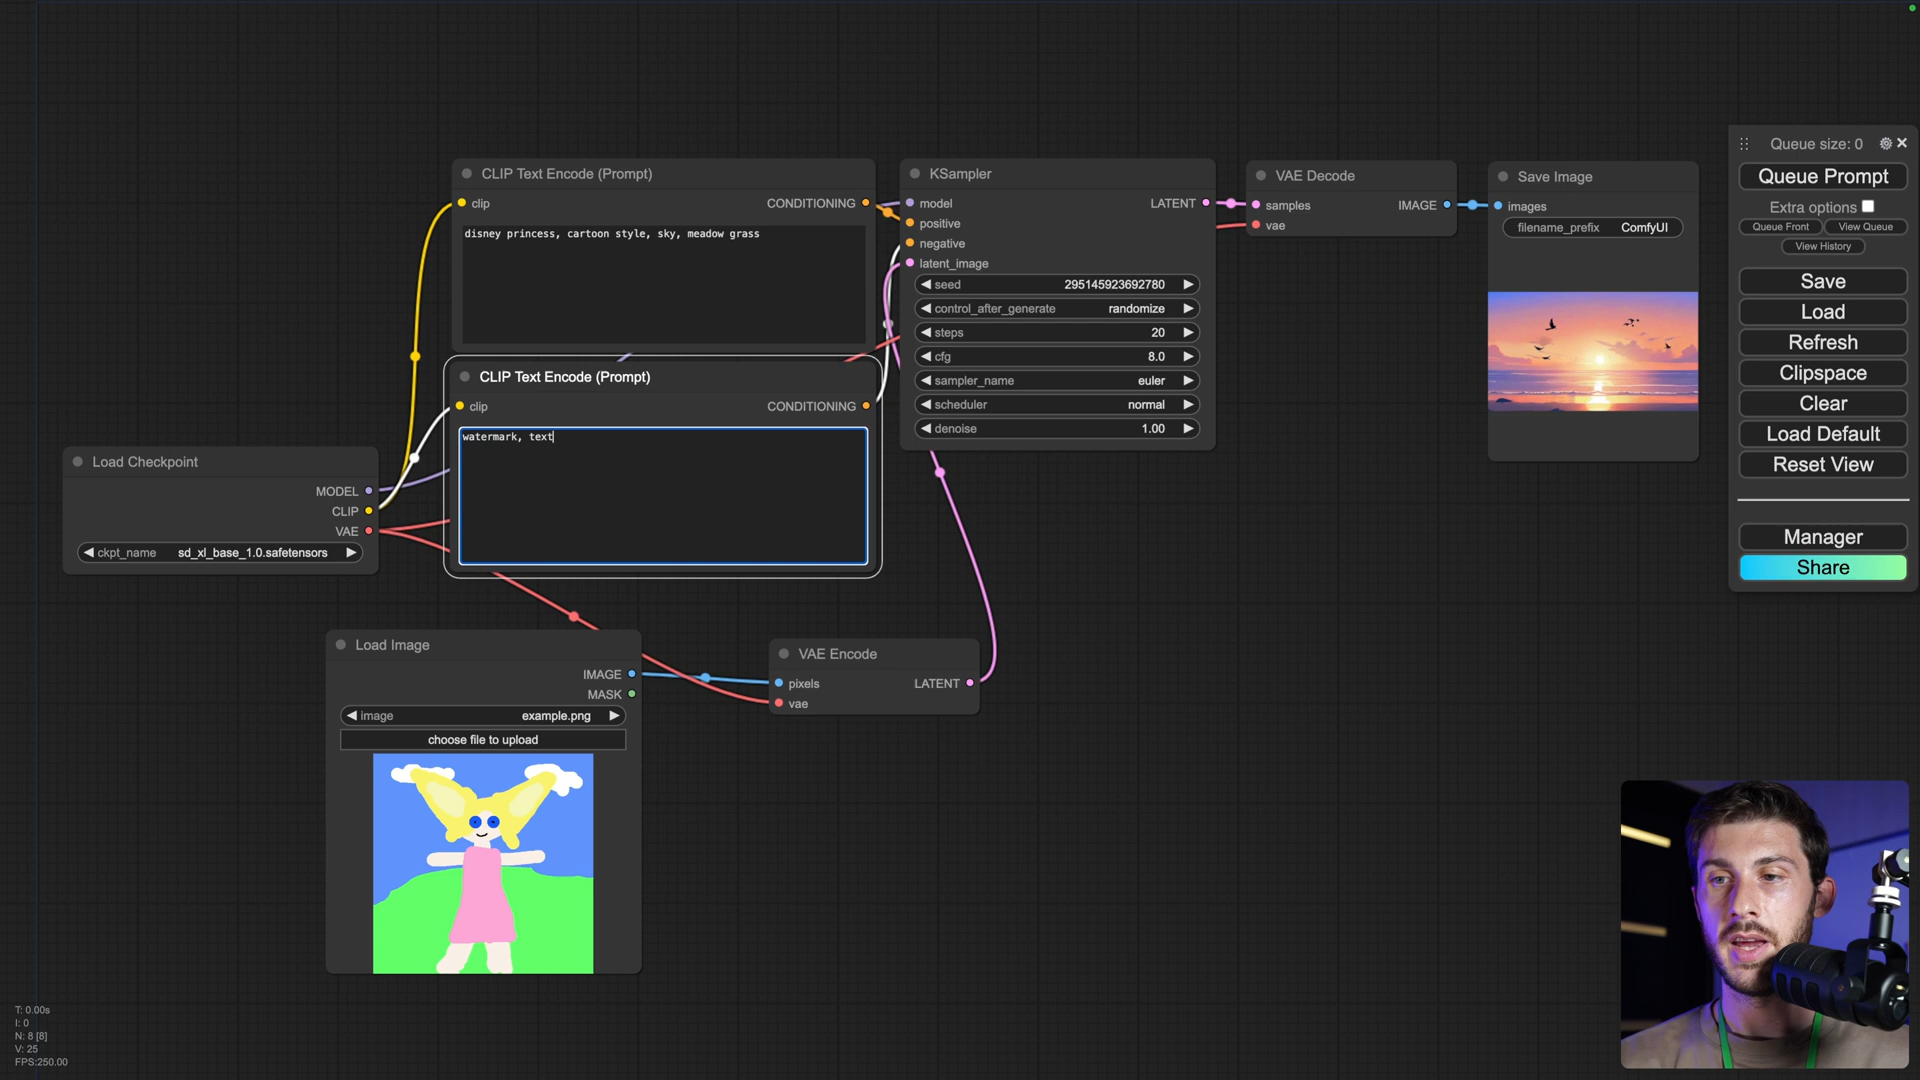 CLIP Text Encode (Prompt)
clip
CONDITIONING
disney princess, cartoon style, sky, meadow grass
CLIP Text Encode (Prompt)
clip
CONDITIONING
watermark, text
Load Checkpoint
MODEL
CLIP
VAE
ckpt_name sd_xl_base_1.0.safetensors
KSampler
model
LATENT
positive
negative
latent_image
seed 295145923692780
control_after_generate randomize
steps 20
cfg 8.0
sampler_name euler
scheduler normal
denoise 1.00
VAE Decode
samples
IMAGE
vae
Save Image
images
filename_prefix ComfyUI
Load Image
IMAGE
MASK
image example.png
choose file to upload
VAE Encode
pixels
LATENT
vae
Queue size: 0
Queue Prompt
Extra options
Queue Front
View Queue
View History
Save
Load
Refresh
Clipspace
Clear
Load Default
Reset View
Manager
Share
T: 0.00s
I: 0
N: 8 [8]
V: 25
FPS:250.00